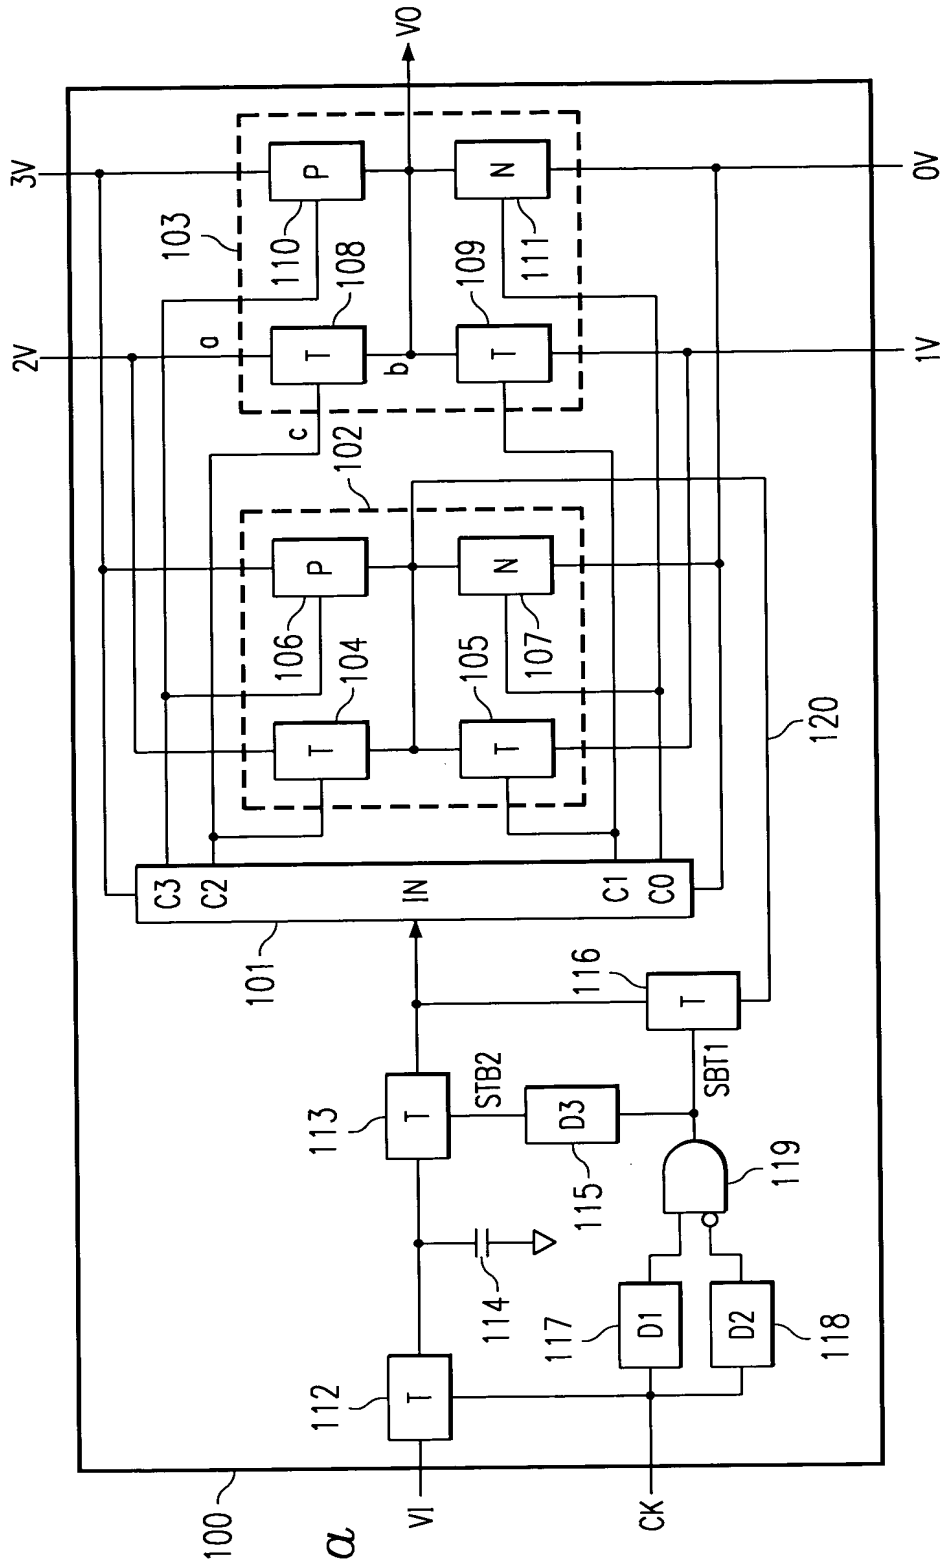 3V
2V
VO
103
P
110
T
108
a
b
c
109
T
N
111
0V
1V
102
P
106
T
104
105
T
N
107
120
C3
C2
IN
C1
C0
101
116
T
SBT1
113
T
STB2
D3
115
119
114
117
D1
D2
118
112
T
100
VI
CK
a